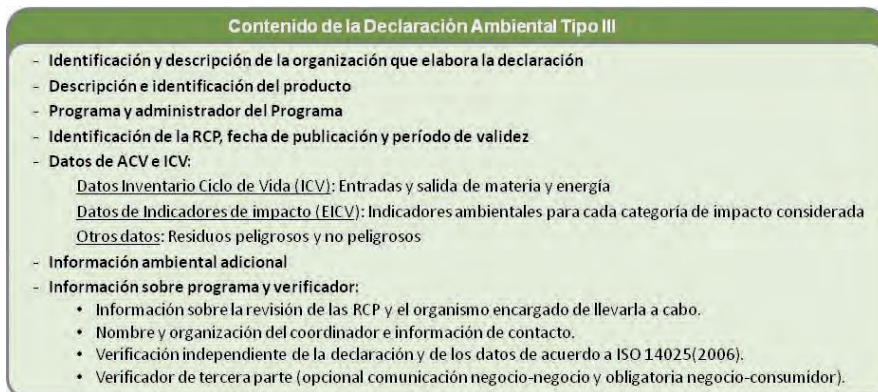 Contenido de la Declaración Ambiental Tipo III
- Identificación y descripción de la organización que elabora la declaración
- Descripción e identificación del producto
- Programa y administrador del Programa
- Identificación de la RCP, fecha de publicación y período de validez
- Datos de ACV e ICV:
Datos Inventario Ciclo de Vida (ICV): Entradas y salida de materia y energía
Datos de Indicadores de impacto (EICV): Indicadores ambientales para cada categoría de impacto considerada
Otros datos: Residuos peligrosos y no peligrosos
- Información ambiental adicional
- Información sobre programa y verificador:
• Información sobre la revisión de las RCP y el organismo encargado de llevarla a cabo.
• Nombre y organización del coordinador e información de contacto.
• Verificación independiente de la declaración y de los datos de acuerdo a ISO 14025(2006).
• Verificador de tercera parte (opcional comunicación negocio-negocio y obligatoria negocio-consumidor).